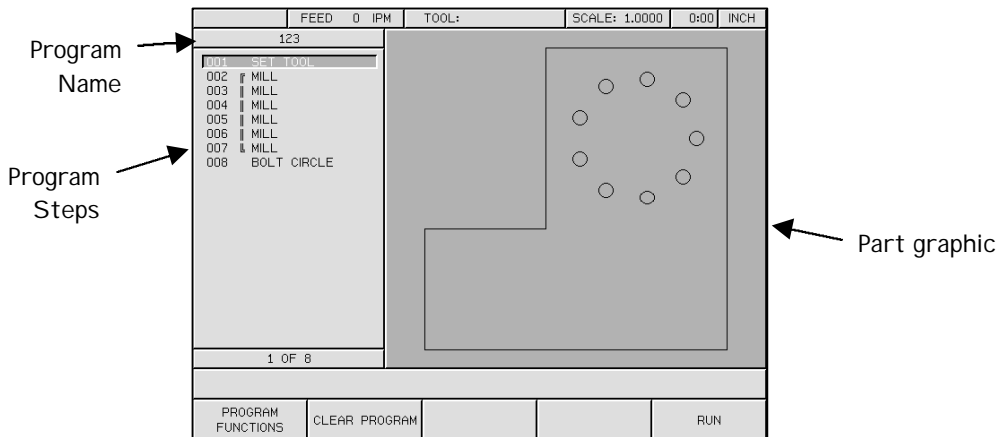 FEED 0 IPM TOOL: SCALE: 1.0000 0:00 INCH
Program
Name
123
001 SET TOOL
002 MILL
003 MILL
004 MILL
005 MILL
006 MILL
007 MILL
008 BOLT CIRCLE
Program
Steps
Part graphic
1 OF 8
PROGRAM
FUNCTIONS
CLEAR PROGRAM
RUN